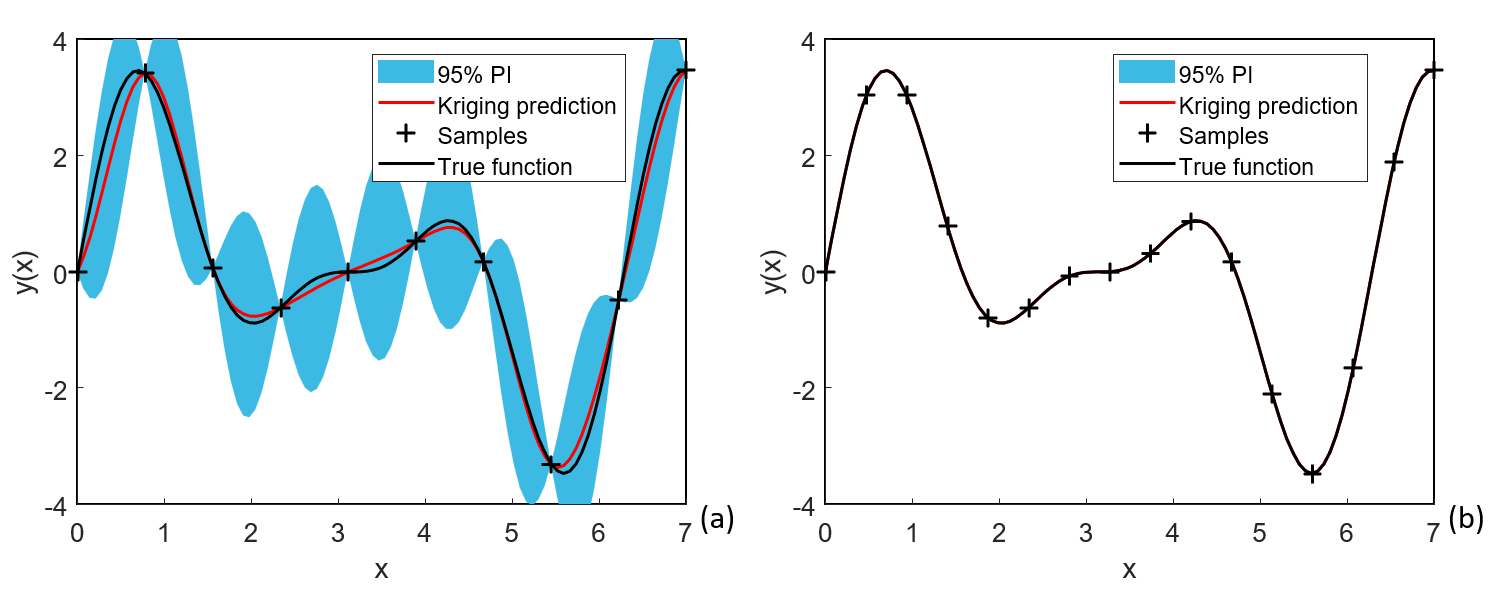 4
2
0
-2
-4
y(x)
95% PI
Kriging prediction
Samples
True function
0 1 2 3 4 5 6 7
x
(a)
4
2
0
-2
-4
y(x)
95% PI
Kriging prediction
Samples
True function
0 1 2 3 4 5 6 7
x
(b)